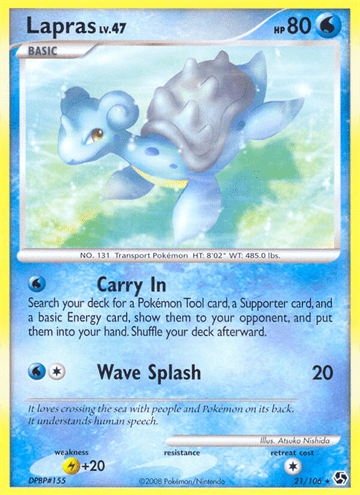 Lapras LV.47 HP 80
BASIC
NO. 131 Transport Pokémon HT: 8'02" WT: 485.0 lbs.
Carry In
Search your deck for a Pokémon Tool card, a Supporter card, and
a basic Energy card, show them to your opponent, and put
them into your hand. Shuffle your deck afterward.
Wave Splash 20
It loves crossing the sea with people and Pokémon on its back.
It understands human speech.
Illus. Atsuko Nishida
weakness resistance retreat cost
+20
DPBP#155 ©2008 Pokémon/Nintendo 21/106 ★